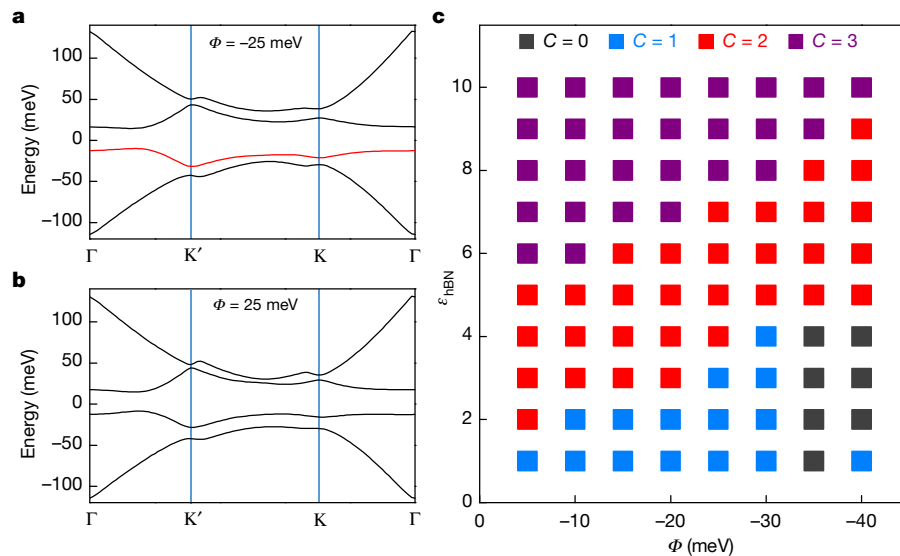 a
Φ = −25 meV
100
50
0
−50
−100
Energy (meV)
Γ K′ K Γ
b
Φ = 25 meV
100
50
0
−50
−100
Energy (meV)
Γ K′ K Γ
c
C = 0 C = 1 C = 2 C = 3
10
8
6
4
2
0
εhBN
0 −10 −20 −30 −40
Φ (meV)